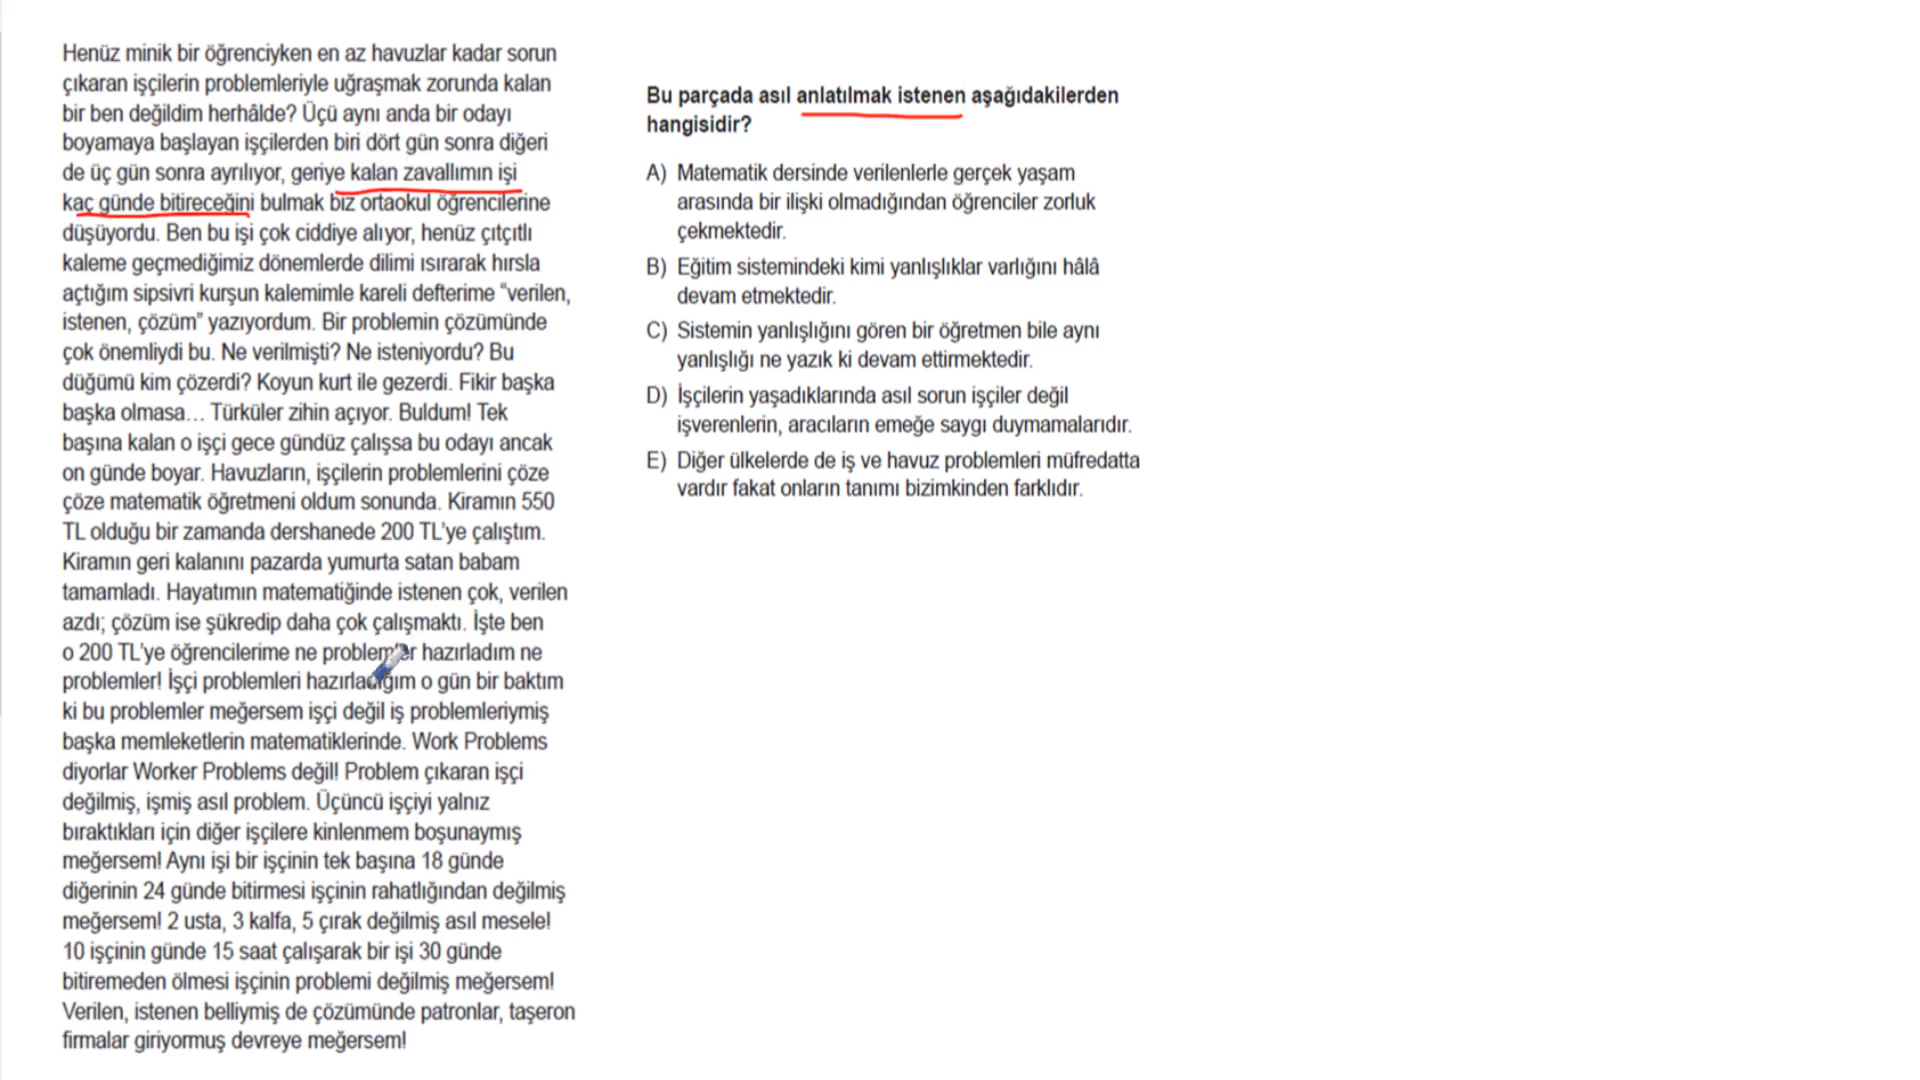 Henüz minik bir öğrenciyken en az havuzlar kadar sorun
çıkaran işçilerin problemleriyle uğraşmak zorunda kalan
bir ben değildim herhâlde? Üçü aynı anda bir odayı
boyamaya başlayan işçilerden biri dört gün sonra diğeri
de üç gün sonra ayrılıyor, geriye kalan zavallımın işi
kaç günde bitireceğini bulmak biz ortaokul öğrencilerine
düşüyordu. Ben bu işi çok ciddiye alıyor, henüz çıtçıtlı
kaleme geçmediğimiz dönemlerde dilimi ısırarak hırsla
açtığım sipsivri kurşun kalemimle kareli defterime “verilen,
istenen, çözüm” yazıyordum. Bir problemin çözümünde
çok önemliydi bu. Ne verilmişti? Ne isteniyordu? Bu
düğümü kim çözerdi? Koyun kurt ile gezerdi. Fikir başka
başka olmasa… Türküler zihin açıyor. Buldum! Tek
başına kalan o işçi gece gündüz çalışsa bu odayı ancak
on günde boyar. Havuzların, işçilerin problemlerini çöze
çöze matematik öğretmeni oldum sonunda. Kiramın 550
TL olduğu bir zamanda dershanede 200 TL’ye çalıştım.
Kiramın geri kalanını pazarda yumurta satan babam
tamamladı. Hayatımın matematiğinde istenen çok, verilen
azdı; çözüm ise şükredip daha çok çalışmaktı. İşte ben
o 200 TL’ye öğrencilerime ne problemler hazırladım ne
problemler! İşçi problemleri hazırladığım o gün bir baktım
ki bu problemler meğersem işçi değil iş problemleriymiş
başka memleketlerin matematiklerinde. Work Problems
diyorlar Worker Problems değil! Problem çıkaran işçi
değilmiş, işmiş asıl problem. Üçüncü işçiyi yalnız
bıraktıkları için diğer işçilere kinlenmem boşunaymış
meğersem! Aynı işi bir işçinin tek başına 18 günde
diğerinin 24 günde bitirmesi işçinin rahatlığından değilmiş
meğersem! 2 usta, 3 kalfa, 5 çırak değilmiş asıl mesele!
10 işçinin günde 15 saat çalışarak bir işi 30 günde
bitiremeden ölmesi işçinin problemi değilmiş meğersem!
Verilen, istenen belliymiş de çözümünde patronlar, taşeron
firmalar giriyormuş devreye meğersem!
Bu parçada asıl anlatılmak istenen aşağıdakilerden
hangisidir?
A) Matematik dersinde verilenlerle gerçek yaşam
arasında bir ilişki olmadığından öğrenciler zorluk
çekmektedir.
B) Eğitim sistemindeki kimi yanlışlıklar varlığını hâlâ
devam etmektedir.
C) Sistemin yanlışlığını gören bir öğretmen bile aynı
yanlışlığı ne yazık ki devam ettirmektedir.
D) İşçilerin yaşadıklarında asıl sorun işçiler değil
işverenlerin, aracıların emeğe saygı duymamalarıdır.
E) Diğer ülkelerde de iş ve havuz problemleri müfredatta
vardır fakat onların tanımı bizimkinden farklıdır.